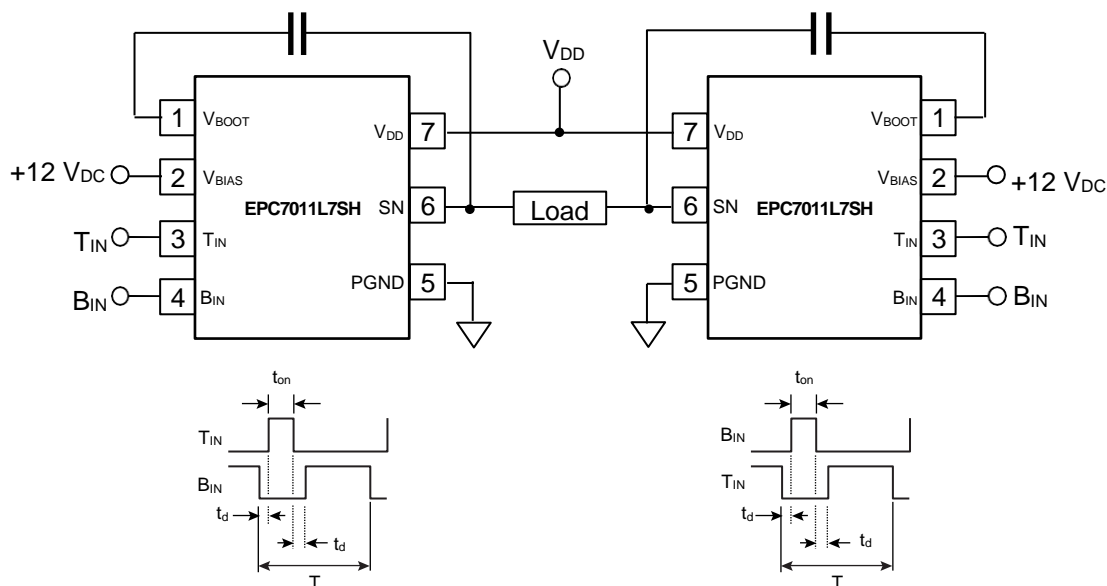 VDD
1 VBOOT
VDD 7
7 VDD
VBOOT 1
+12 VDC 2 VBIAS
VBIAS 2 +12 VDC
EPC7011L7SH
SN 6
Load
6 SN
EPC7011L7SH
TIN 3 TIN
TIN 3 TIN
PGND 5
5 PGND
BIN 4 BIN
BIN 4 BIN
ton
TIN
BIN
td
td
T
ton
BIN
TIN
td
td
T